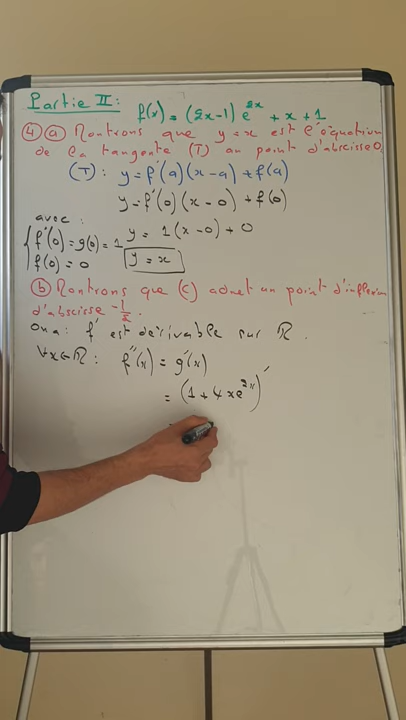 Partie II: f(x) = (2x-1) e^{2x} + x + 1
④ ⓐ Montrons que y=x est l'équation
de la tangente (T) au point d'abscisse 0.
(T): y = f'(a)(x-a) + f(a)
y = f'(0)(x-0) + f(0)
avec :
{ f'(0) = g(0) = 1 y = 1(x-0) + 0
f(0) = 0 y = x
ⓑ Montrons que (C) admet un point d'inflexion
d'abscisse -1/2.
On a: f' est dérivable sur ℝ.
∀x∈ℝ: f''(x) = g'(x)
= (1 + 4xe^{2x})'